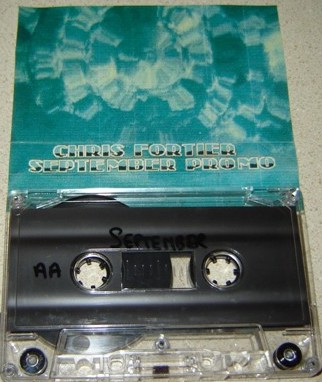 CHRIS FORTIER
SEPTEMBER PROMO
SEPTEMBER
AA